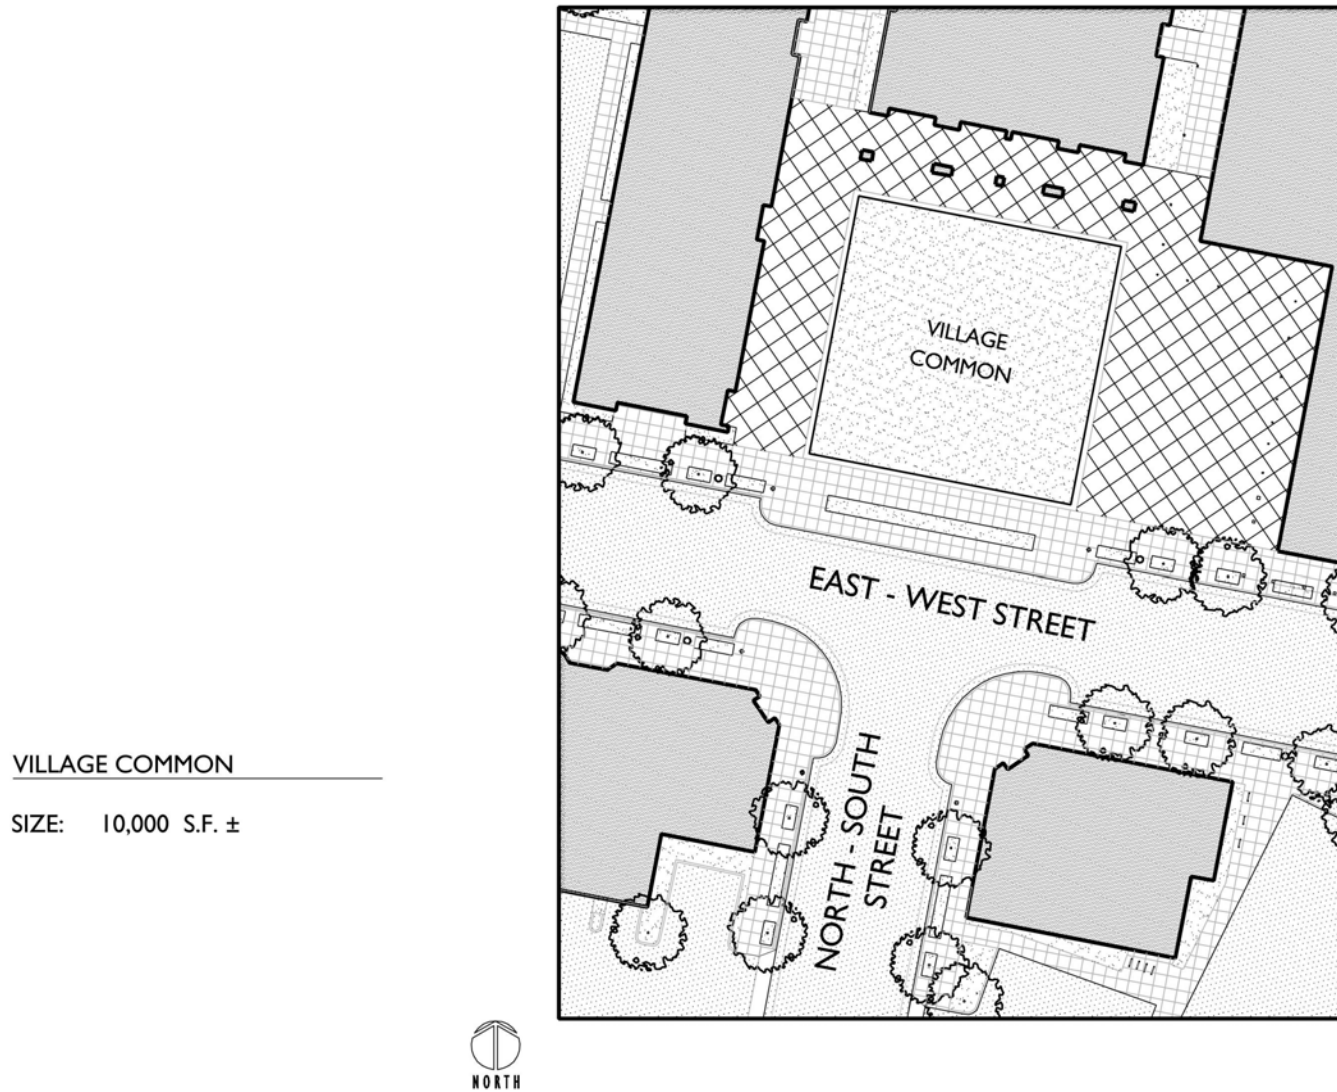 VILLAGE
COMMON
EAST - WEST STREET
NORTH - SOUTH
STREET
VILLAGE COMMON
SIZE: 10,000 S.F. ±
NORTH